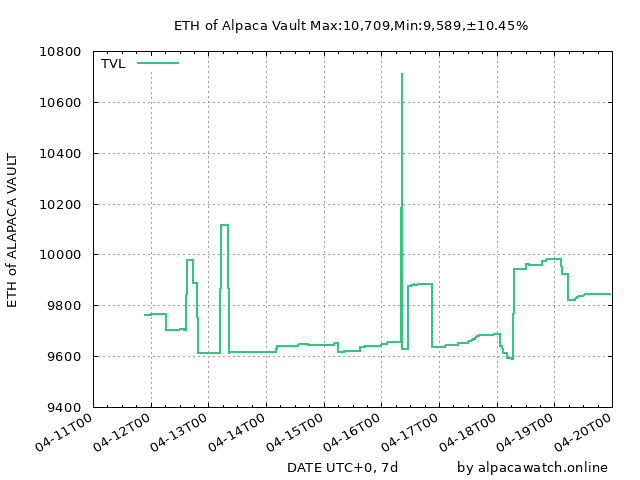 ETH of Alpaca Vault Max:10,709,Min:9,589,±10.45%
TVL
ETH of ALAPACA VAULT
10800
10600
10400
10200
10000
9800
9600
9400
04-11T00
04-12T00
04-13T00
04-14T00
04-15T00
04-16T00
04-17T00
04-18T00
04-19T00
04-20T00
DATE UTC+0, 7d
by alpacawatch.online